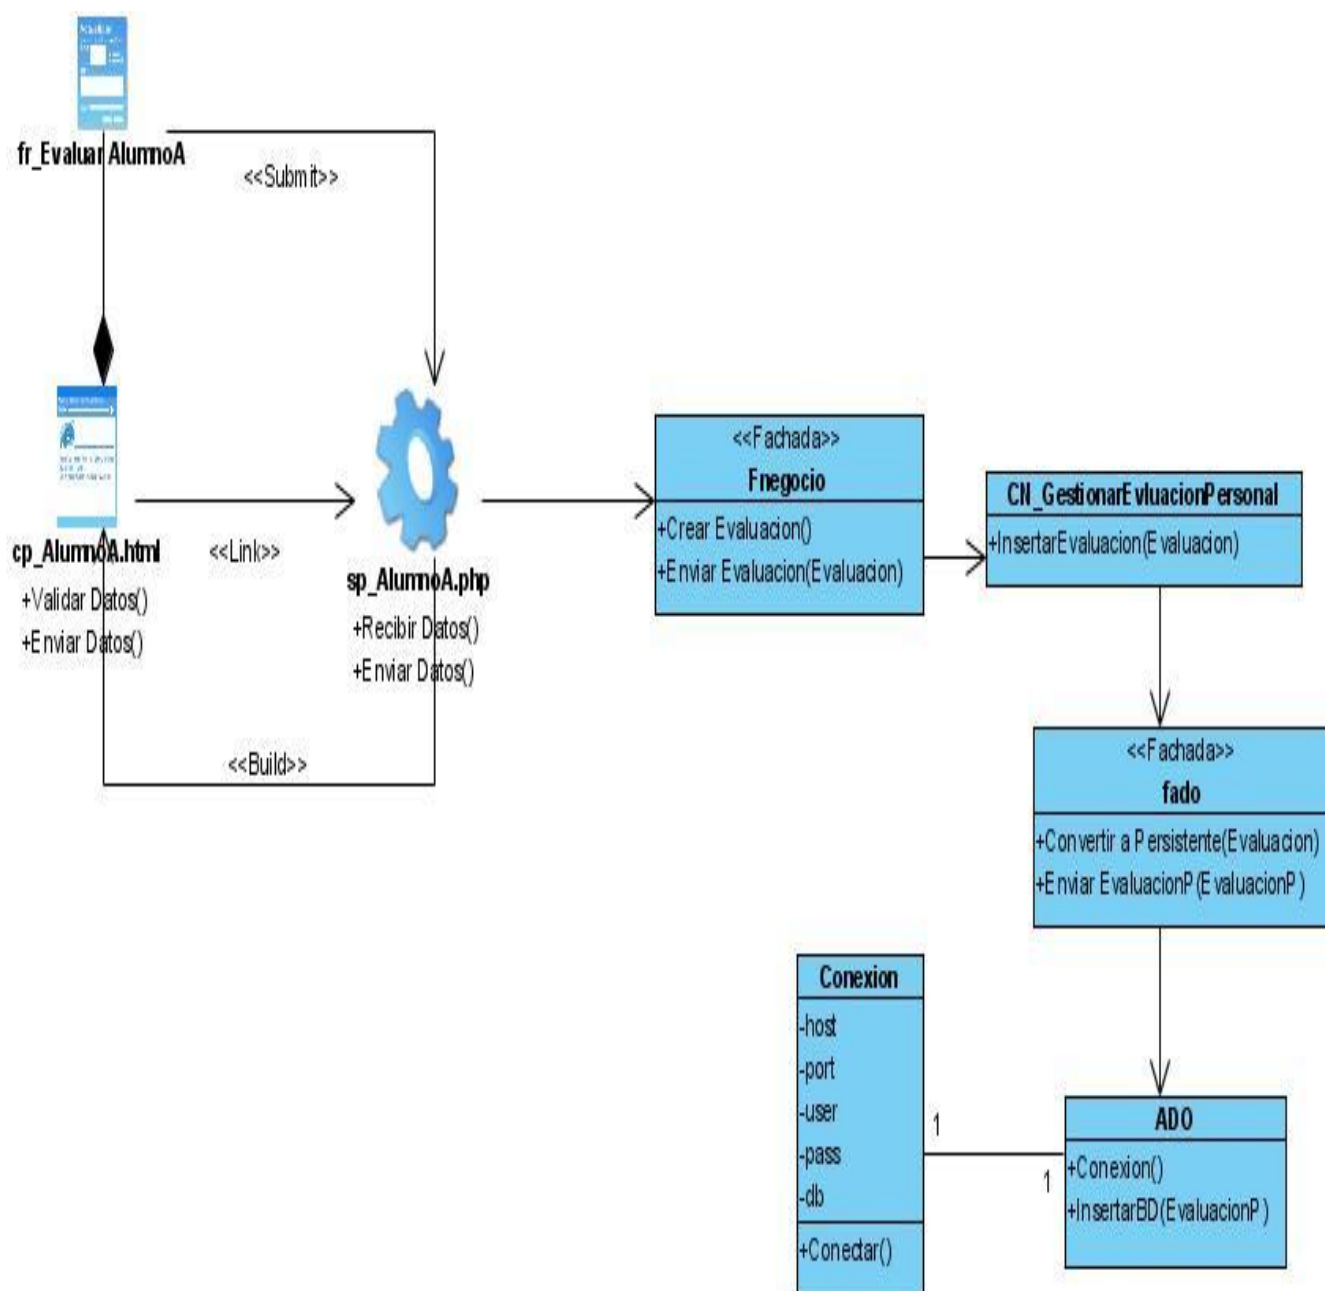 fr_Evaluar AlumnoA
<<Submit>>
cp_AlumnoA.html
+Validar Datos()
+Enviar Datos()
<<Link>>
sp_AlumnoA.php
+Recibir Datos()
+Enviar Datos()
<<Build>>
<<Fachada>>
Fnegocio
+Crear Evaluacion()
+Enviar Evaluacion(Evaluacion)
CN_GestionarEvluacionPersonal
+InsertarEvaluacion(Evaluacion)
<<Fachada>>
fado
+Convertir a Persistente(Evaluacion)
+Enviar EvaluacionP(EvaluacionP)
Conexion
-host
-port
-user
-pass
-db
+Conectar()
1
1
ADO
+Conexion()
+InsertarBD(EvaluacionP)